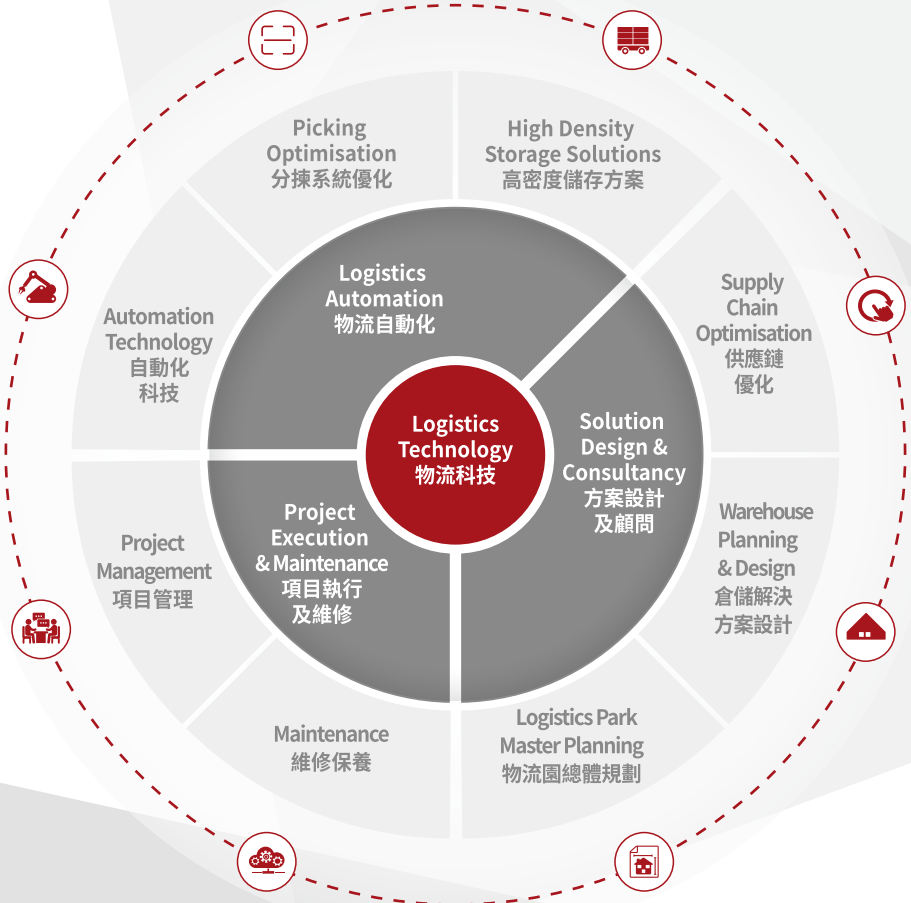 Picking
Optimisation
分揀系統優化
High Density
Storage Solutions
高密度儲存方案
Logistics
Automation
物流自動化
Supply
Chain
Optimisation
供應鏈
優化
Automation
Technology
自動化
科技
Logistics
Technology
物流科技
Solution
Design &
Consultancy
方案設計
及顧問
Project
Execution
& Maintenance
項目執行
及維修
Warehouse
Planning
& Design
倉儲解決
方案設計
Project
Management
項目管理
Maintenance
維修保養
Logistics Park
Master Planning
物流園總體規劃